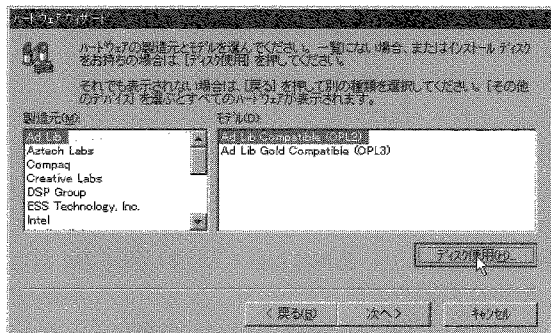 ハードウェアウィザード
ハードウェアの製造元とモデルを選んでください。一覧にない場合、またはインストール ディスク
をお持ちの場合は、[ディスク使用] を押してください。
それでも表示されない場合は、[戻る] を押して別の種類を選択してください。[その他
のデバイス] を選ぶとすべてのハードウェアが表示されます。
製造元(M):
モデル(D):
Ad Lib
Aztech Labs
Compaq
Creative Labs
DSP Group
ESS Technology, Inc.
Intel
Ad Lib Compatible (OPL2)
Ad Lib Gold Compatible (OPL3)
ディスク使用(H)...
< 戻る(B)
次へ >
キャンセル